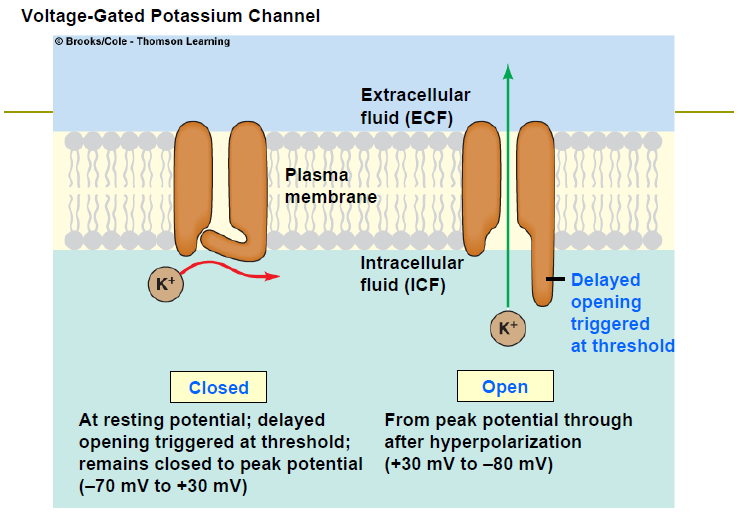 Voltage-Gated Potassium Channel
© Brooks/Cole - Thomson Learning
Extracellular
fluid (ECF)
Plasma
membrane
Intracellular
fluid (ICF)
K+
K+
Delayed
opening
triggered
at threshold
Closed
At resting potential; delayed
opening triggered at threshold;
remains closed to peak potential
(–70 mV to +30 mV)
Open
From peak potential through
after hyperpolarization
(+30 mV to –80 mV)